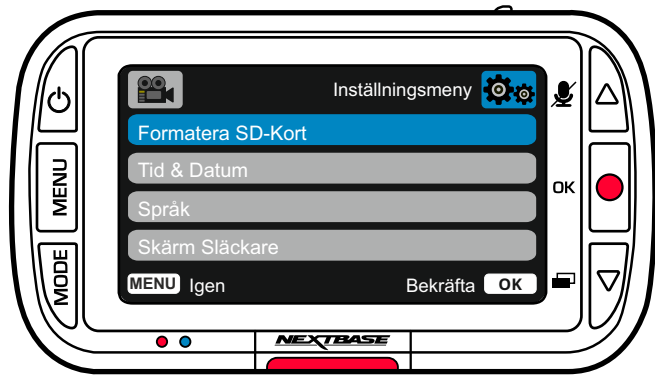 Inställningsmeny
Formatera SD-Kort
Tid & Datum
Språk
Skärm Släckare
MENU Igen
Bekräfta OK
MENU
MODE
OK
NEXTBASE